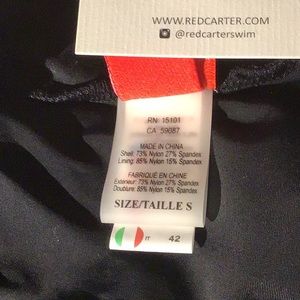 WWW.REDCARTER.COM
@redcarterswim
RN: 15101
CA 59087
MADE IN CHINA
Shell: 73% Nylon 27% Spandex
Lining: 85% Nylon 15% Spandex
FABRIQUÉ EN CHINE
Exterieur: 73% Nylon 27% Spandex
Doublure: 85% Nylon 15% Spandex
SIZE/TAILLE S
IT 42